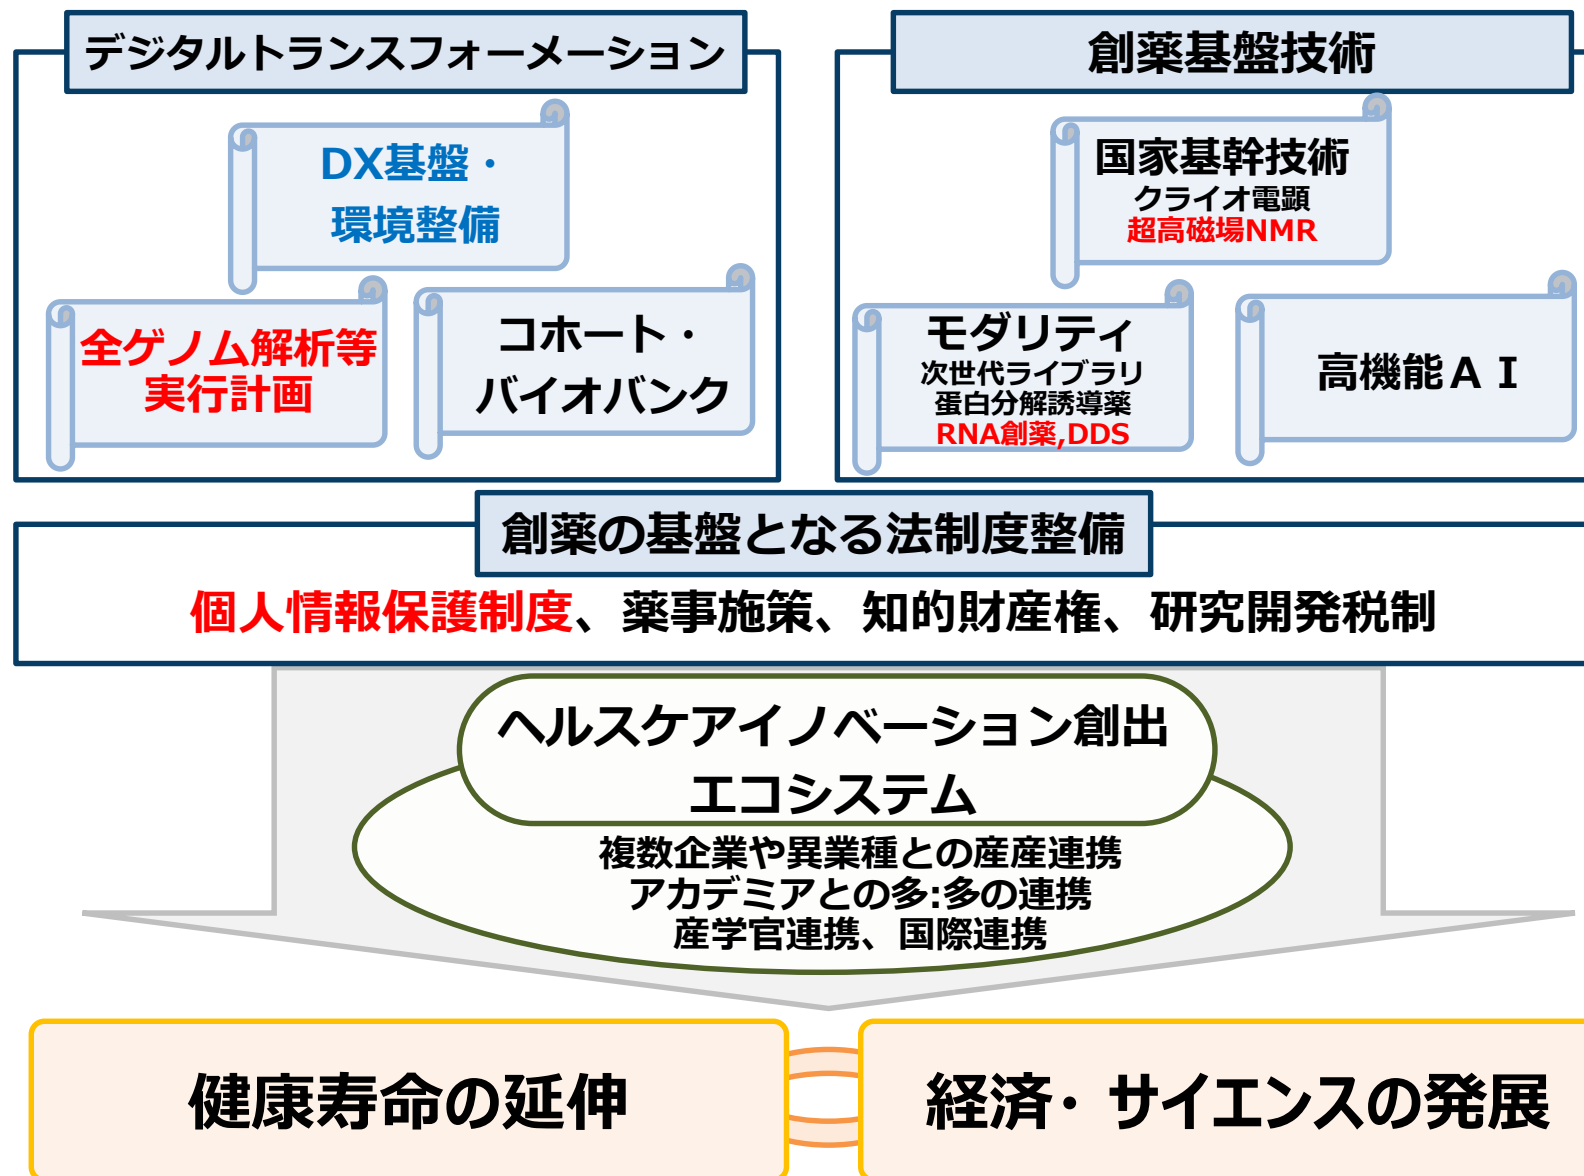 デジタルトランスフォーメーション
DX基盤・
環境整備
全ゲノム解析等
実行計画
コホート・
バイオバンク
創薬基盤技術
国家基幹技術
クライオ電顕
超高磁場NMR
モダリティ
次世代ライブラリ
蛋白分解誘導薬
RNA創薬,DDS
高機能ＡＩ
創薬の基盤となる法制度整備
個人情報保護制度、薬事施策、知的財産権、研究開発税制
ヘルスケアイノベーション創出
エコシステム
複数企業や異業種との産産連携
アカデミアとの多:多の連携
産学官連携、国際連携
健康寿命の延伸
経済・サイエンスの発展